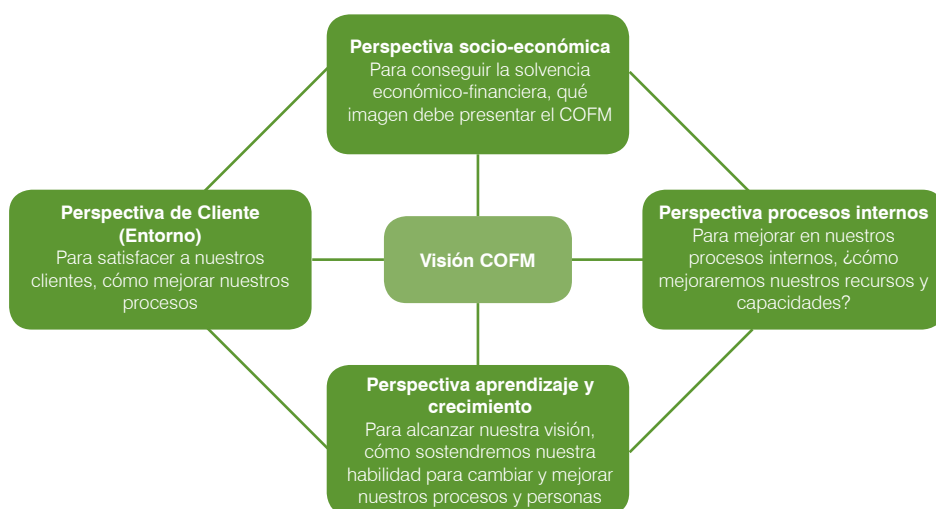 Perspectiva socio-económica
Para conseguir la solvencia
económico-financiera, qué
imagen debe presentar el COFM
Perspectiva de Cliente
(Entorno)
Para satisfacer a nuestros
clientes, cómo mejorar nuestros
procesos
Visión COFM
Perspectiva procesos internos
Para mejorar en nuestros
procesos internos, ¿cómo
mejoraremos nuestros recursos y
capacidades?
Perspectiva aprendizaje y
crecimiento
Para alcanzar nuestra visión,
cómo sostendremos nuestra
habilidad para cambiar y mejorar
nuestros procesos y personas